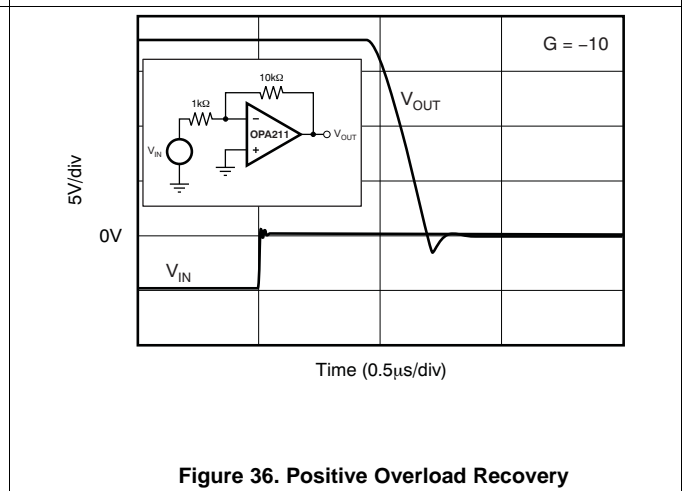 G = −10
10kΩ
1kΩ
V_OUT
OPA211
−
+
V_IN
V_OUT
5V/div
0V
V_IN
Time (0.5μs/div)
Figure 36. Positive Overload Recovery